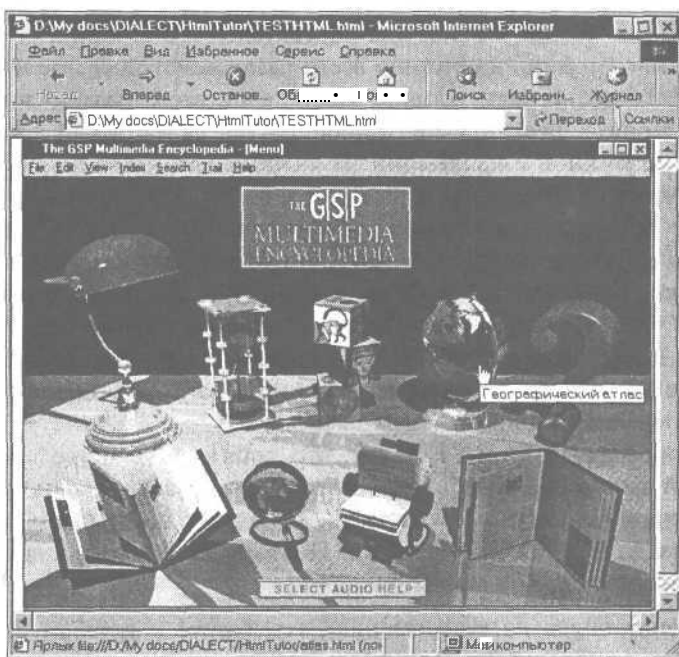 D:\My docs\DIALECT\HtmlTutor\TESTHTML.html - Microsoft Internet Explorer
Файл Правка Вид Избранное Сервис Справка
Назад Вперед Останов... Поиск Избранн... Журнал
Адрес D:\My docs\DIALECT\HtmlTutor\TESTHTML.html Переход Ссылки
The GSP Multimedia Encyclopedia - [Menu]
File Edit View Index Search Trail Help
THE GSP
MULTIMEDIA
ENCYCLOPEDIA
Географический атлас
SELECT AUDIO HELP
Ярлык file:///D:/My docs/DIALECT/HtmlTutor/atlas.html Мой компьютер